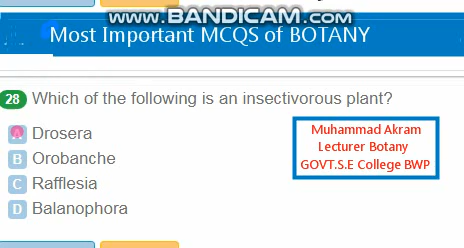 www.BANDICAM.com
Most Important MCQS of BOTANY
28 Which of the following is an insectivorous plant?
Drosera
B Orobanche
C Rafflesia
D Balanophora
Muhammad Akram
Lecturer Botany
GOVT.S.E College BWP